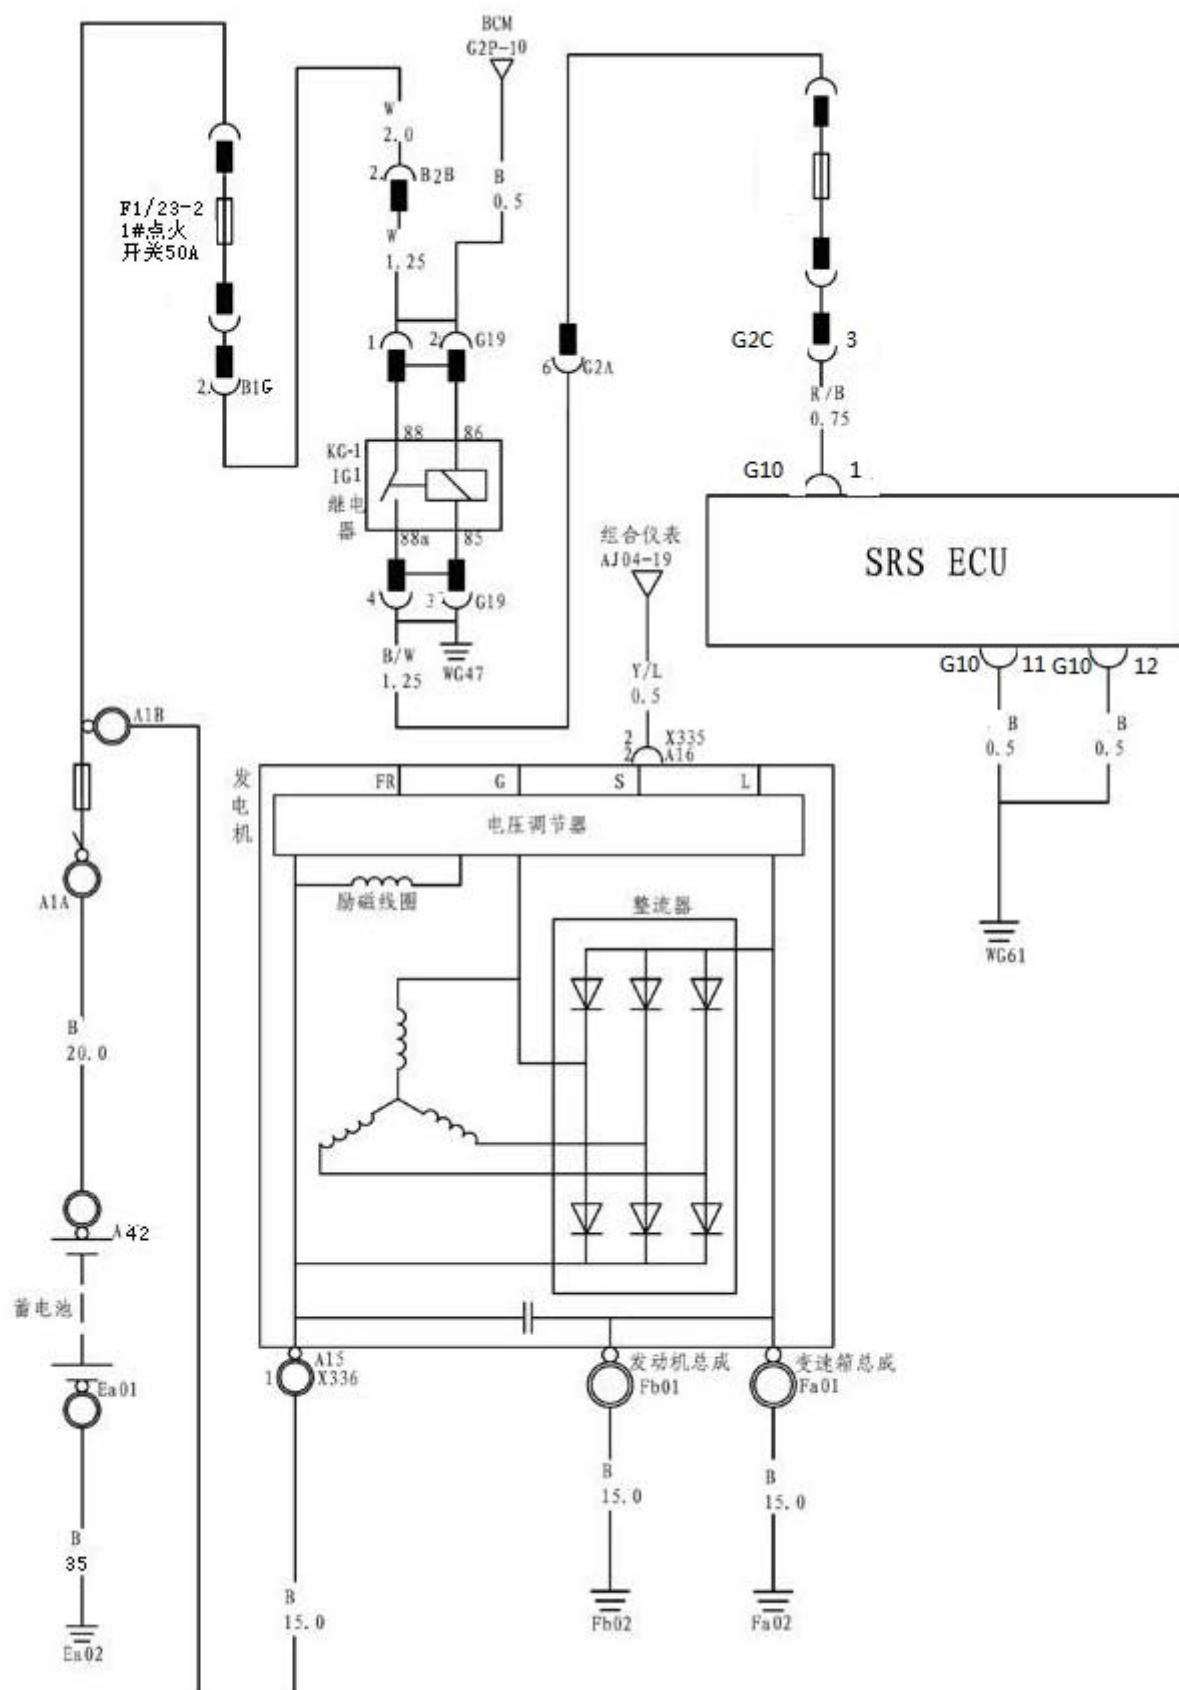 BCM
G2P-10
W
2.0
2. B2B
B
0.5
F1/23-2
1#点火
开关50A
W
1.25
1 2 G19
G2C 3
6 G2A
2. B1G
R/B
0.75
88 86
KG-1
IG1
继电
器
G10 1
88a 85
组合仪表
AJ04-19
SRS ECU
4 3 G19
B/W
1.25
WG47
G10 11 G10 12
Y/L
0.5
A1B
B
0.5
B
0.5
2 X335
2 A16
发
电
机
FR G S L
电压调节器
励磁线圈
整流器
A1A
WG61
B
20.0
A42
蓄电池
Ea01
A15
1 X336
发动机总成
Fb01
变速箱总成
Fa01
B
15.0
B
15.0
B
35
B
15.0
Ea02
Fb02
Fa02